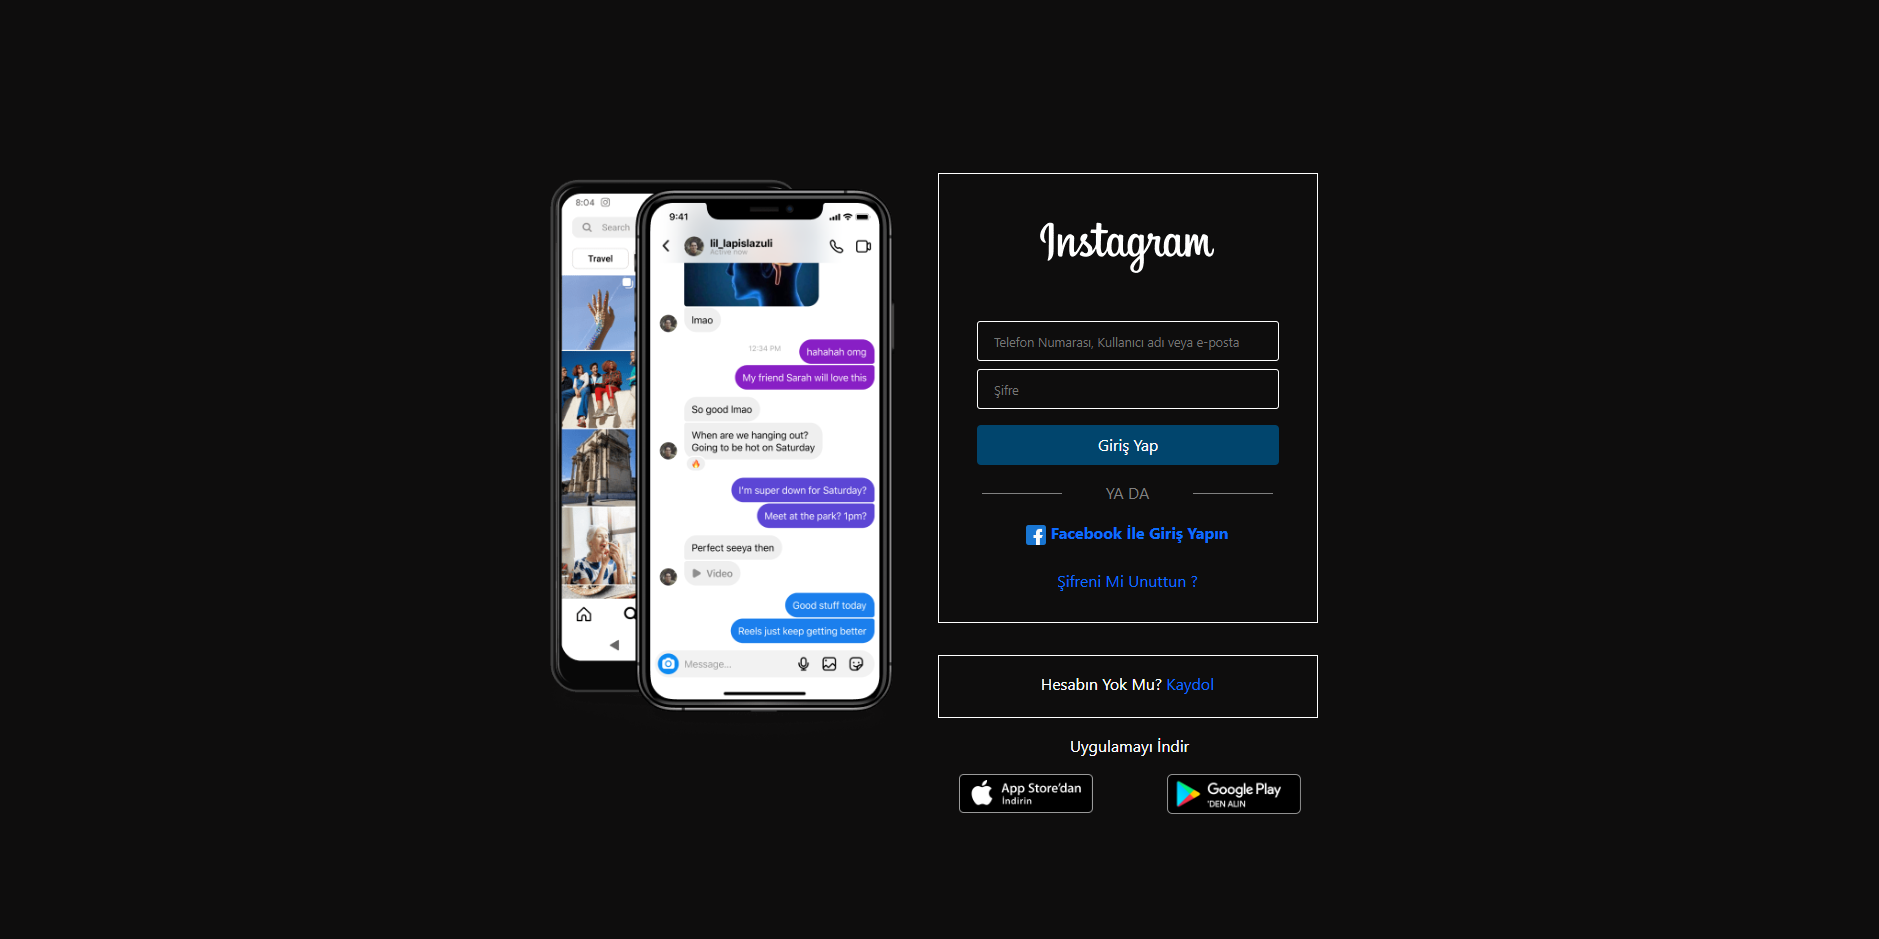 8:04
Search
Travel
9:41
lil_lapislazuli
Active now
lmao
12:34 PM
hahahah omg
My friend Sarah will love this
So good lmao
When are we hanging out?
Going to be hot on Saturday
I'm super down for Saturday?
Meet at the park? 1pm?
Perfect seeya then
Video
Good stuff today
Reels just keep getting better
Message...
Instagram
Telefon Numarası, Kullanıcı adı veya e-posta
Şifre
Giriş Yap
YA DA
Facebook İle Giriş Yapın
Şifreni Mi Unuttun ?
Hesabın Yok Mu? Kaydol
Uygulamayı İndir
App Store'dan
İndirin
Google Play
'DEN ALIN